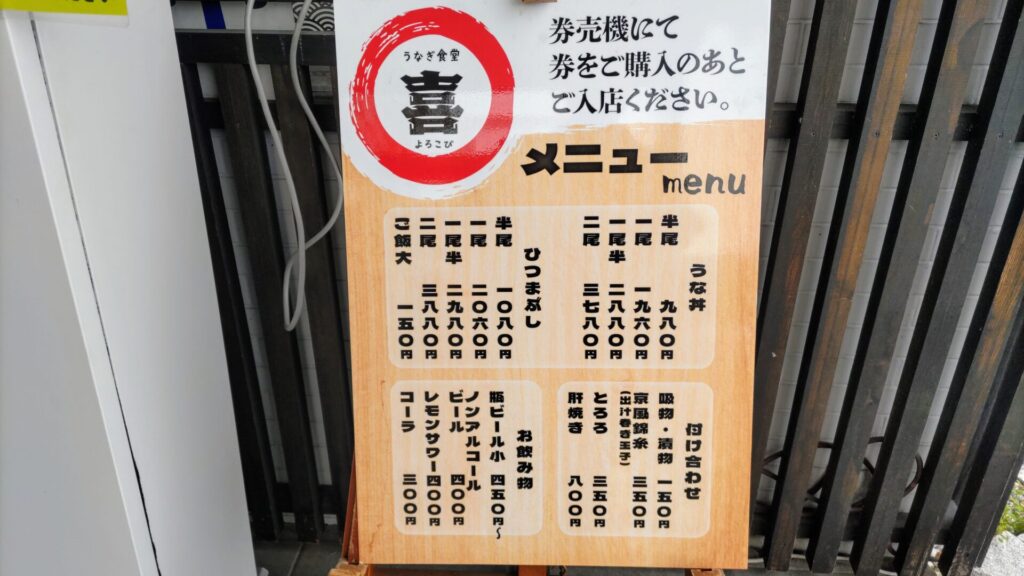 うなぎ食堂
喜
よろこび
券売機にて
券をご購入のあと
ご入店ください。
メニュー
menu
うな丼
半尾 九八〇円
一尾 一九六〇円
一尾半 二八八〇円
二尾 三七八〇円
ひつまぶし
半尾 一〇八〇円
一尾 二〇六〇円
一尾半 二九八〇円
二尾 三八八〇円
ご飯大 一五〇円
付け合わせ
吸物・漬物 一五〇円
京風錦糸 三五〇円
(出汁巻き玉子)
とろろ 三五〇円
肝焼き 八〇〇円
お飲み物
瓶ビール小 四五〇円~
ノンアルコール
ビール 四〇〇円
レモンサワー 四〇〇円
コーラ 三〇〇円